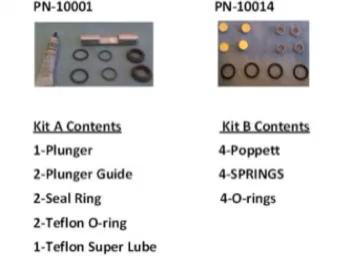 PN-10001
PN-10014
Kit A Contents
1-Plunger
2-Plunger Guide
2-Seal Ring
2-Teflon O-ring
1-Teflon Super Lube
Kit B Contents
4-Poppett
4-SPRINGS
4-O-rings